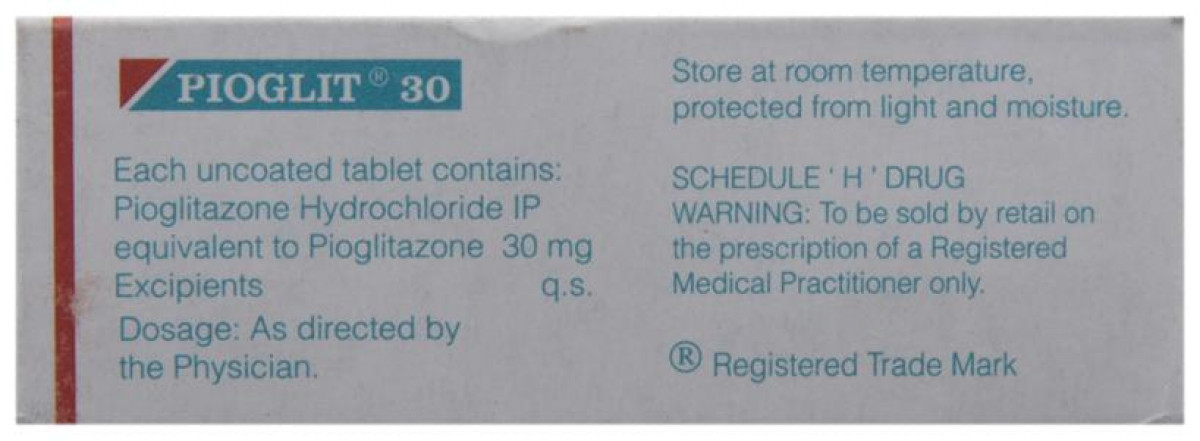 PIOGLIT ® 30
Each uncoated tablet contains:
Pioglitazone Hydrochloride IP
equivalent to Pioglitazone 30 mg
Excipients q.s.
Dosage: As directed by
the Physician.
Store at room temperature,
protected from light and moisture.
SCHEDULE ' H ' DRUG
WARNING: To be sold by retail on
the prescription of a Registered
Medical Practitioner only.
® Registered Trade Mark